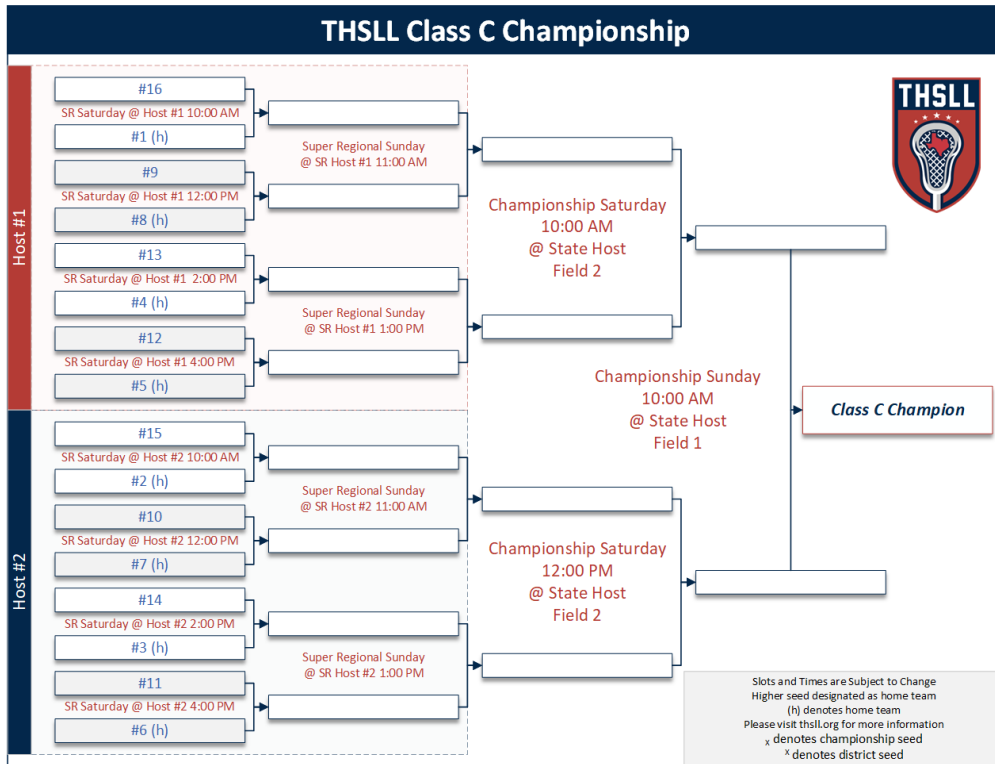 THSLL Class C Championship
Host #1
#16
SR Saturday @ Host #1 10:00 AM
#1 (h)
#9
SR Saturday @ Host #1 12:00 PM
#8 (h)
#13
SR Saturday @ Host #1 2:00 PM
#4 (h)
#12
SR Saturday @ Host #1 4:00 PM
#5 (h)
Super Regional Sunday
@ SR Host #1 11:00 AM
Super Regional Sunday
@ SR Host #1 1:00 PM
Championship Saturday
10:00 AM
@ State Host
Field 2
Host #2
#15
SR Saturday @ Host #2 10:00 AM
#2 (h)
#10
SR Saturday @ Host #2 12:00 PM
#7 (h)
#14
SR Saturday @ Host #2 2:00 PM
#3 (h)
#11
SR Saturday @ Host #2 4:00 PM
#6 (h)
Super Regional Sunday
@ SR Host #2 11:00 AM
Super Regional Sunday
@ SR Host #2 1:00 PM
Championship Saturday
12:00 PM
@ State Host
Field 2
Championship Sunday
10:00 AM
@ State Host
Field 1
Class C Champion
THSLL
Slots and Times are Subject to Change
Higher seed designated as home team
(h) denotes home team
Please visit thsll.org for more information
x denotes championship seed
x denotes district seed